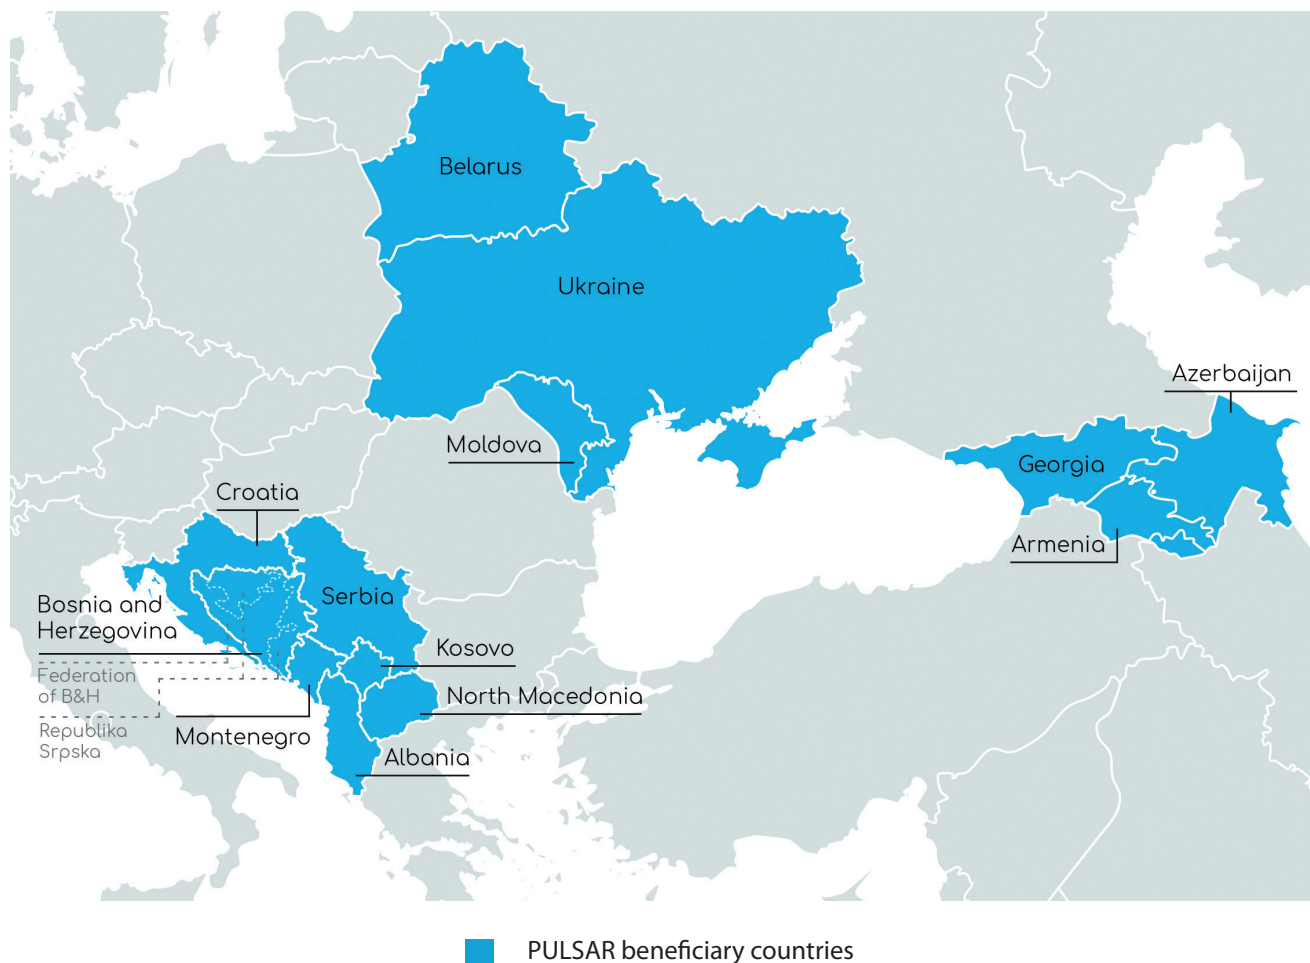 Belarus
Ukraine
Azerbaijan
Moldova
Georgia
Croatia
Armenia
Serbia
Bosnia and
Herzegovina
Kosovo
Federation
of B&H
North Macedonia
Republika
Srpska
Montenegro
Albania
PULSAR beneficiary countries